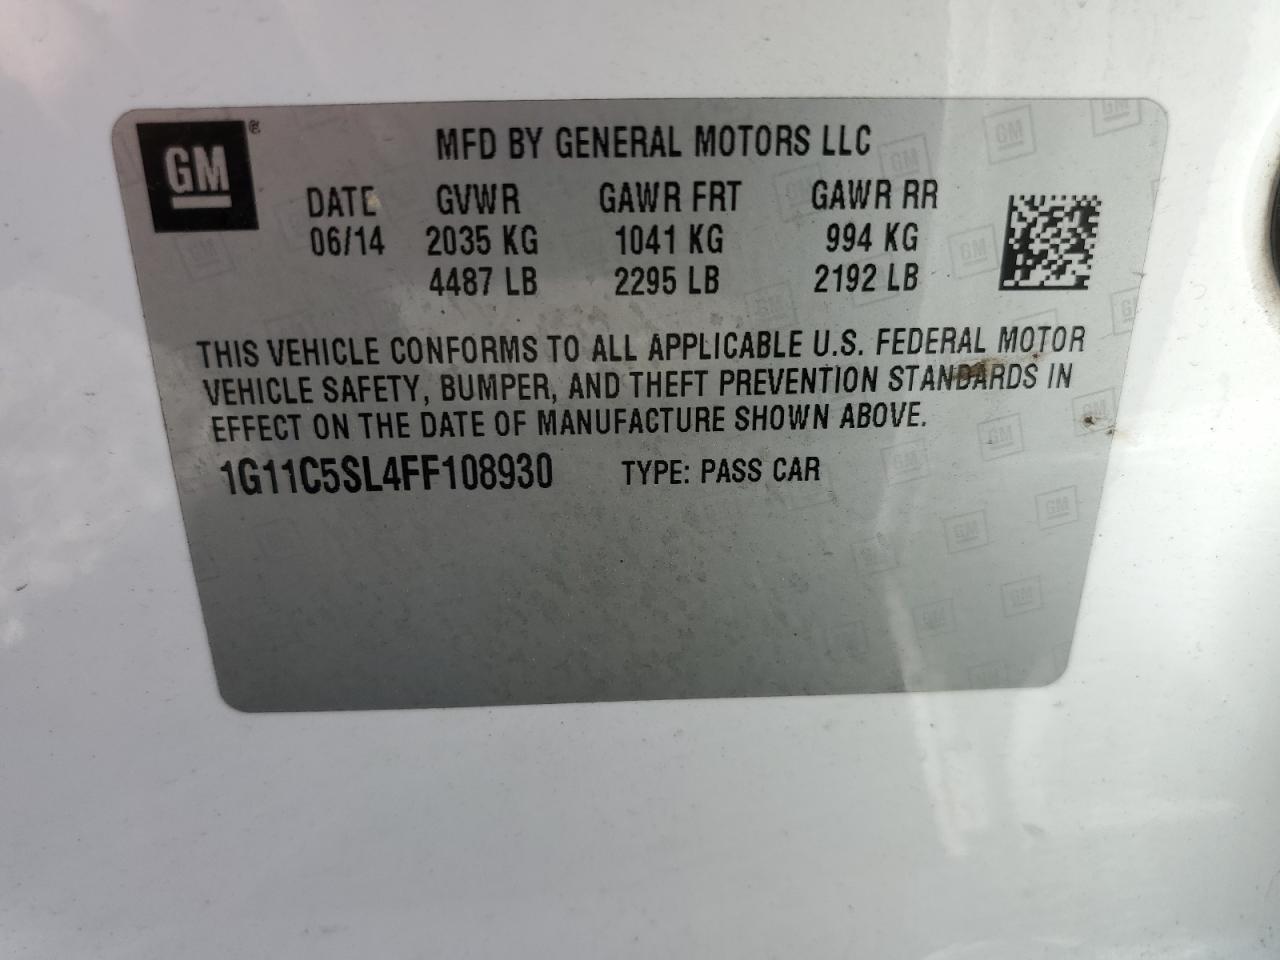 GM ®
MFD BY GENERAL MOTORS LLC
DATE GVWR GAWR FRT GAWR RR
06/14 2035 KG 1041 KG 994 KG
4487 LB 2295 LB 2192 LB
THIS VEHICLE CONFORMS TO ALL APPLICABLE U.S. FEDERAL MOTOR
VEHICLE SAFETY, BUMPER, AND THEFT PREVENTION STANDARDS IN
EFFECT ON THE DATE OF MANUFACTURE SHOWN ABOVE.
1G11C5SL4FF108930 TYPE: PASS CAR